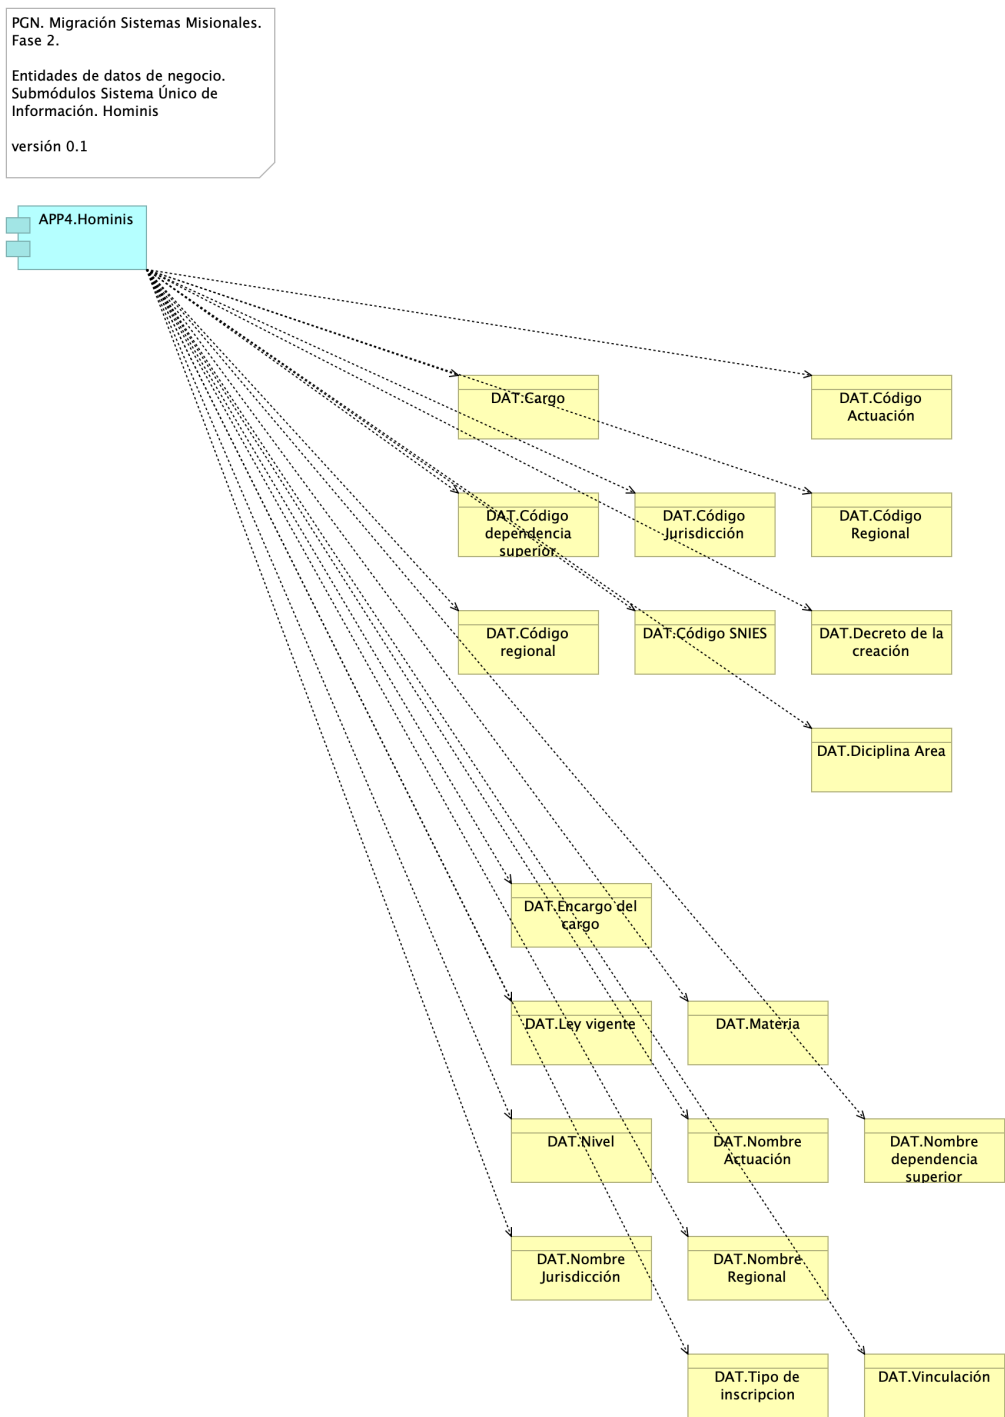 PGN. Migración Sistemas Misionales.
Fase 2.
Entidades de datos de negocio.
Submódulos Sistema Único de
Información. Hominis
versión 0.1
APP4.Hominis
DAT.Cargo
DAT.Código
Actuación
DAT.Código
dependencia
superior
DAT.Código
Jurisdicción
DAT.Código
Regional
DAT.Código
regional
DAT.Código SNIES
DAT.Decreto de la
creación
DAT.Diciplina Area
DAT.Encargo del
cargo
DAT.Ley vigente
DAT.Materia
DAT.Nivel
DAT.Nombre
Actuación
DAT.Nombre
dependencia
superior
DAT.Nombre
Jurisdicción
DAT.Nombre
Regional
DAT.Tipo de
inscripcion
DAT.Vinculación